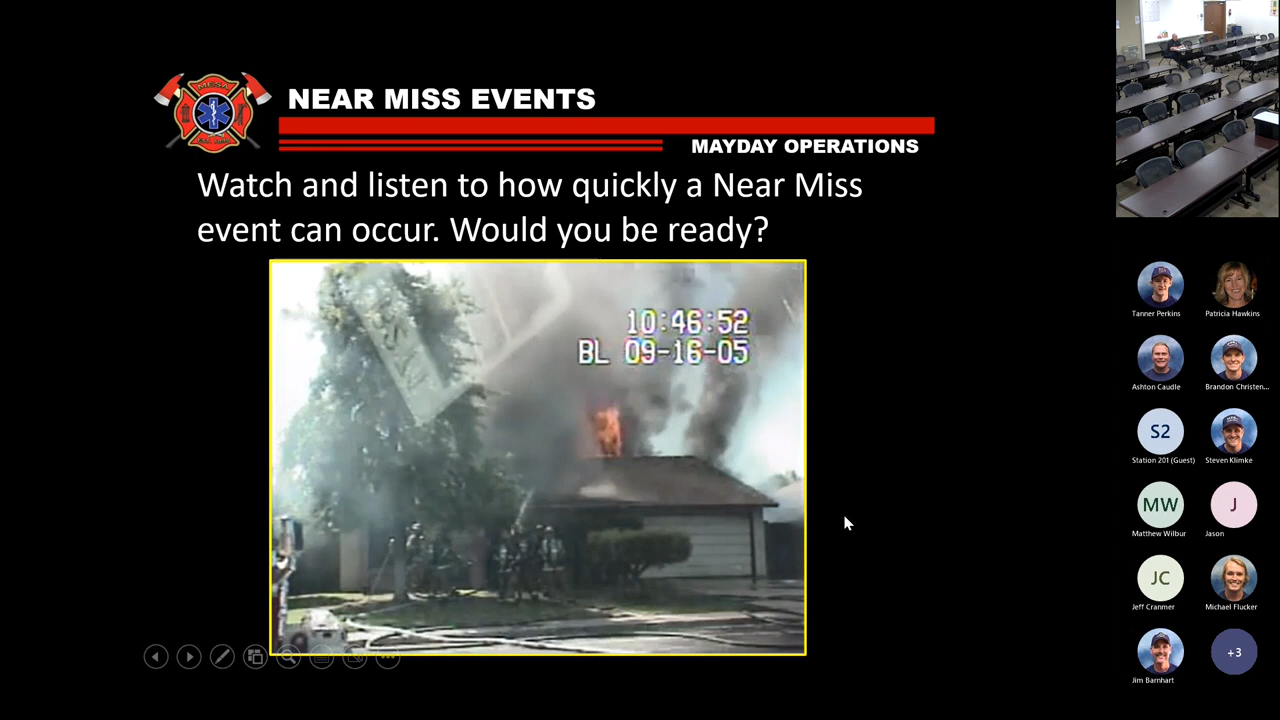 NEAR MISS EVENTS
MAYDAY OPERATIONS
Watch and listen to how quickly a Near Miss
event can occur. Would you be ready?
10:46:52
BL 09-16-05
Tanner Perkins
Patricia Hawkins
Ashton Caudle
Brandon Christen...
S2
Station 201 (Guest)
Steven Klimke
MW
Matthew Wilbur
J
Jason
JC
Jeff Cranmer
Michael Flucker
Jim Barnhart
+3